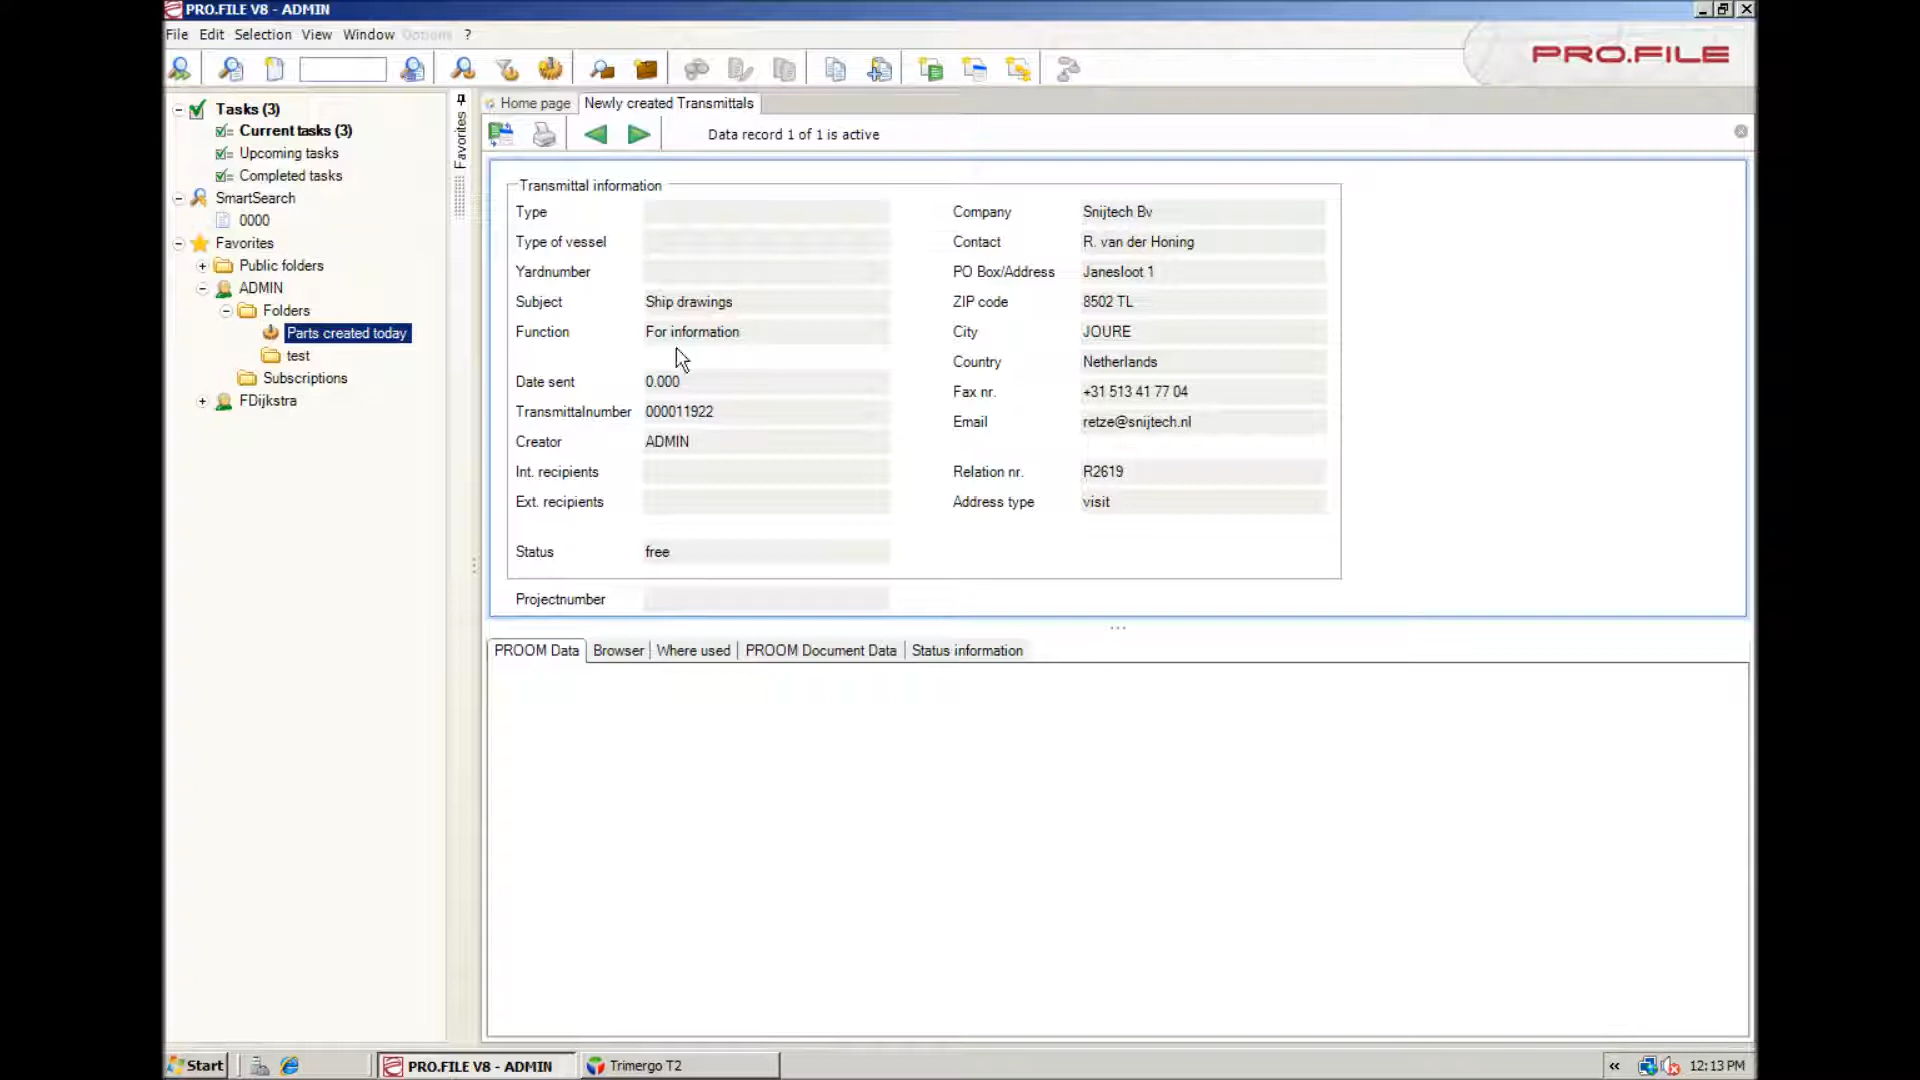 PRO.FILE V8 - ADMIN
File Edit Selection View Window Options ?
PRO.FILE
Tasks (3)
Current tasks (3)
Upcoming tasks
Completed tasks
SmartSearch
0000
Favorites
Public folders
ADMIN
Folders
Parts created today
test
Subscriptions
FDijkstra
Favorites
Home page Newly created Transmittals
Data record 1 of 1 is active
Transmittal information
Type
Type of vessel
Yardnumber
Subject Ship drawings
Function For information
Date sent 0.000
Transmittalnumber 000011922
Creator ADMIN
Int. recipients
Ext. recipients
Status free
Projectnumber
Company Snijtech Bv
Contact R. van der Honing
PO Box/Address Janesloot 1
ZIP code 8502 TL
City JOURE
Country Netherlands
Fax nr. +31 513 41 77 04
Email retze@snijtech.nl
Relation nr. R2619
Address type visit
PROOM Data Browser Where used PROOM Document Data Status information
Start PRO.FILE V8 - ADMIN Trimergo T2 « 12:13 PM